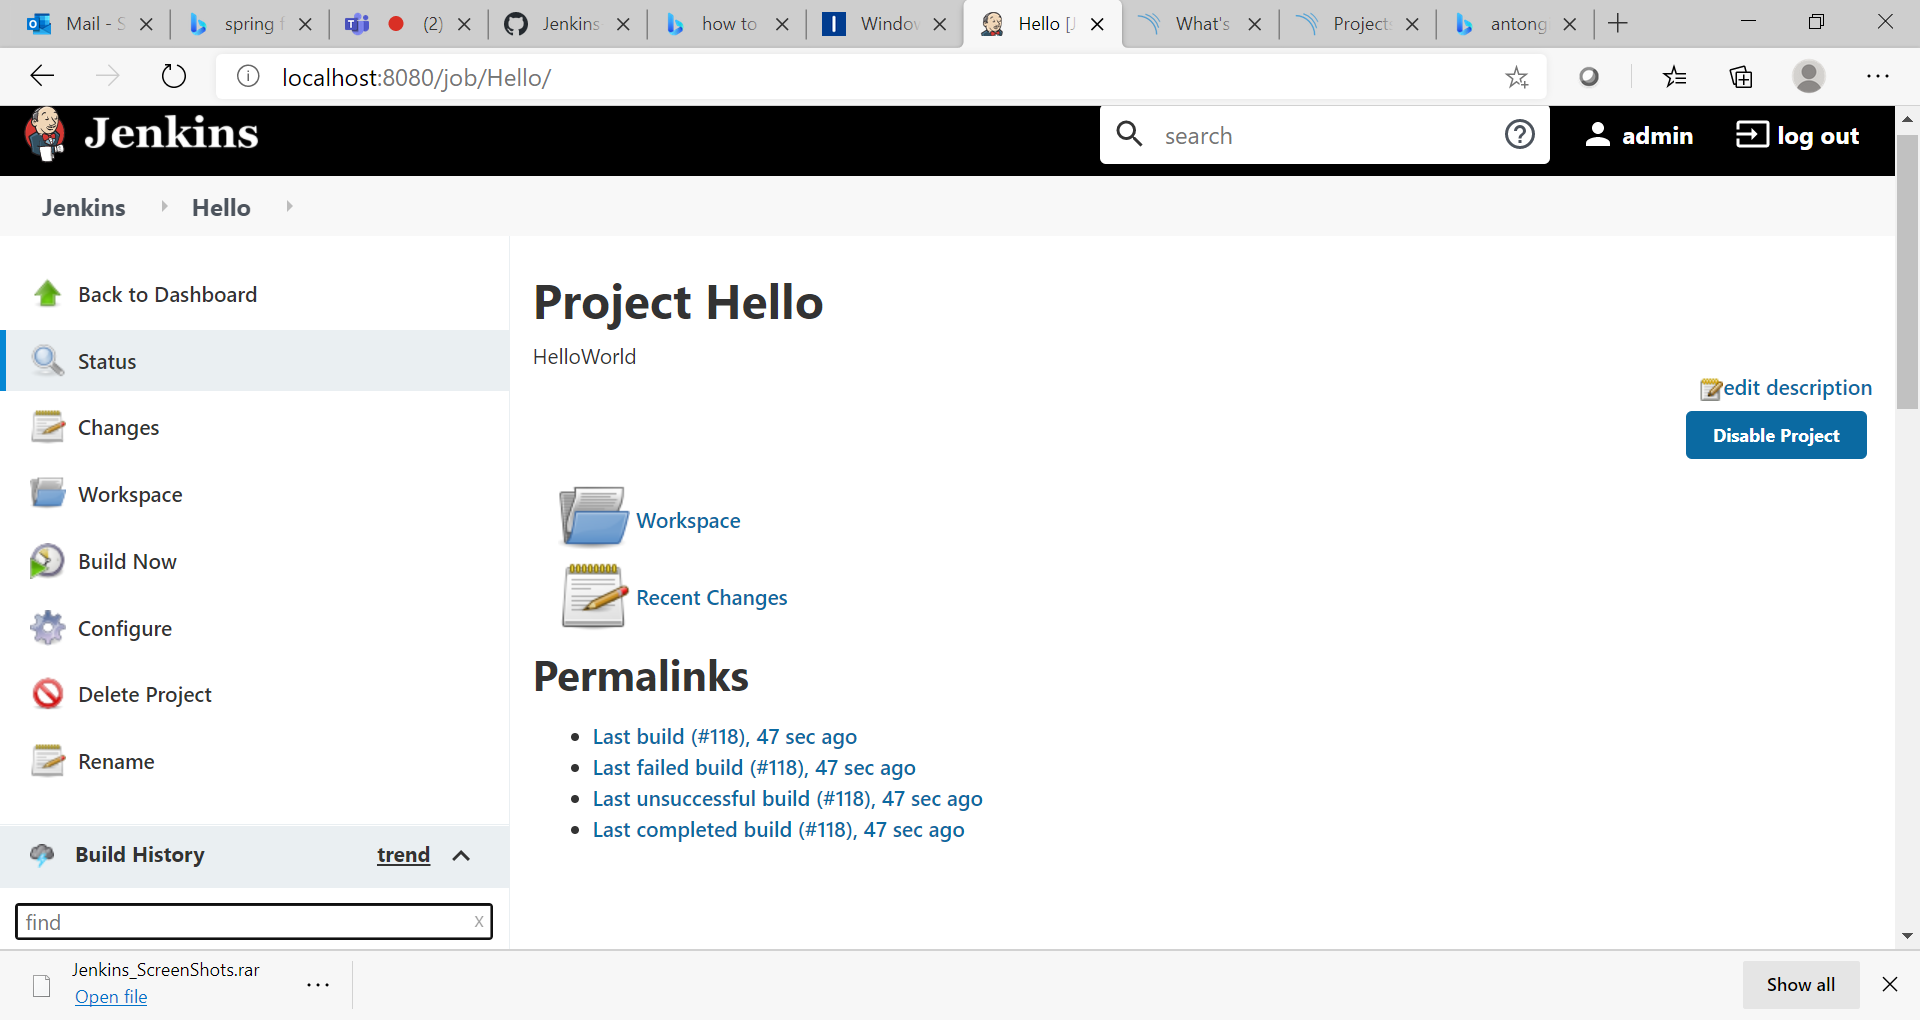 Mail - S
spring f
(2)
Jenkins
how to
Window
Hello [J
What's
Projects
antong
localhost:8080/job/Hello/
Jenkins
search
admin
log out
Jenkins
Hello
Back to Dashboard
Status
Changes
Workspace
Build Now
Configure
Delete Project
Rename
Build History
trend
find
X
Project Hello
HelloWorld
edit description
Disable Project
Workspace
Recent Changes
Permalinks
Last build (#118), 47 sec ago
Last failed build (#118), 47 sec ago
Last unsuccessful build (#118), 47 sec ago
Last completed build (#118), 47 sec ago
Jenkins_ScreenShots.rar
Open file
Show all